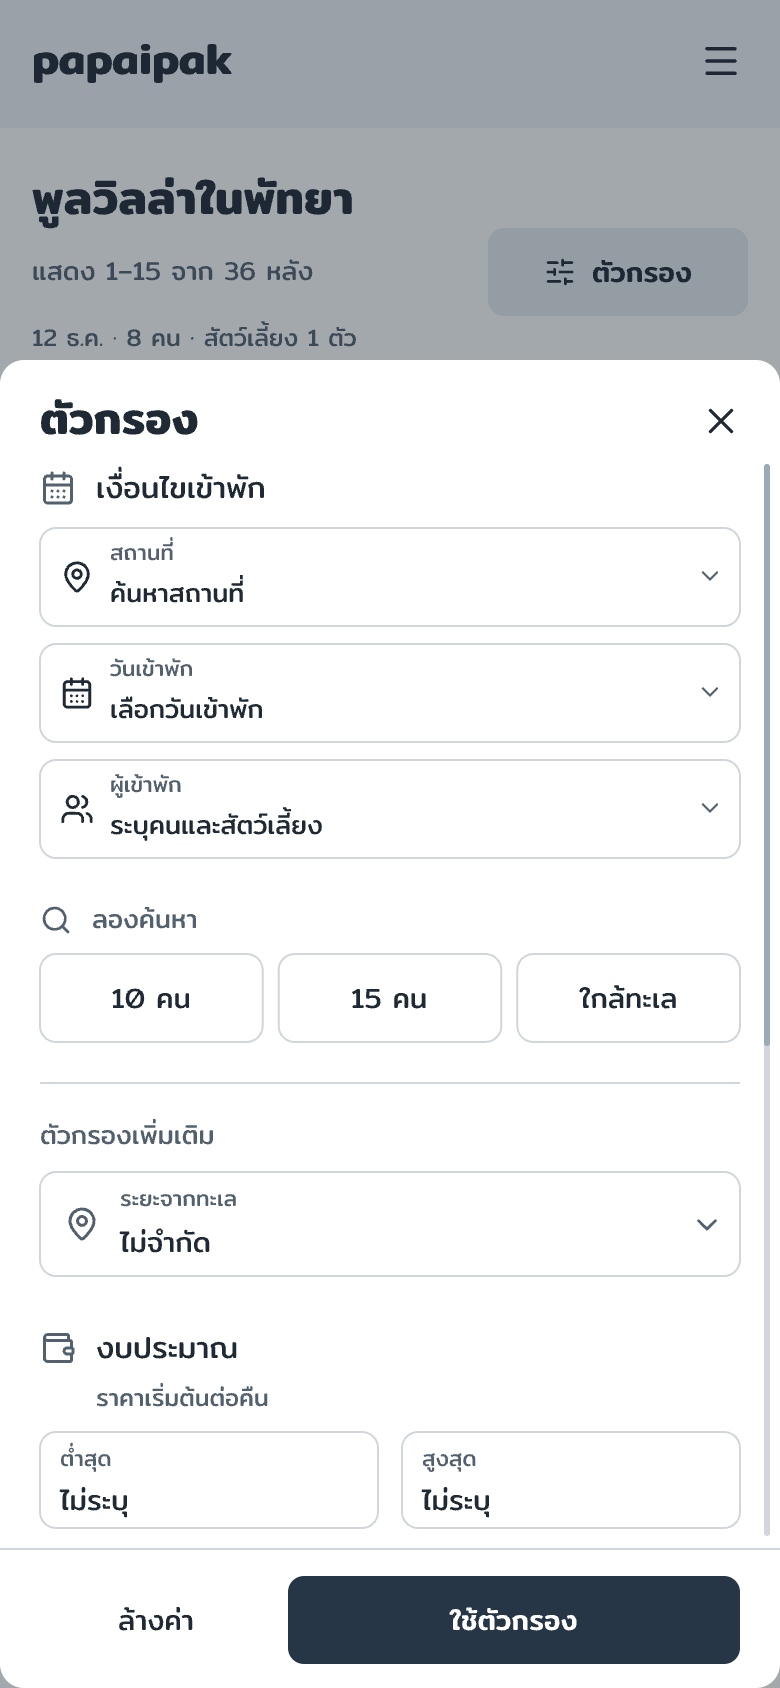 papaipak
พูลวิลล่าในพัทยา
แสดง 1–15 จาก 36 หลัง
ตัวกรอง
12 ธ.ค. · 8 คน · สัตว์เลี้ยง 1 ตัว
ตัวกรอง
เงื่อนไขเข้าพัก
สถานที่
ค้นหาสถานที่
วันเข้าพัก
เลือกวันเข้าพัก
ผู้เข้าพัก
ระบุคนและสัตว์เลี้ยง
ลองค้นหา
10 คน
15 คน
ใกล้ทะเล
ตัวกรองเพิ่มเติม
ระยะจากทะเล
ไม่จำกัด
งบประมาณ
ราคาเริ่มต้นต่อคืน
ต่ำสุด
ไม่ระบุ
สูงสุด
ไม่ระบุ
ล้างค่า
ใช้ตัวกรอง